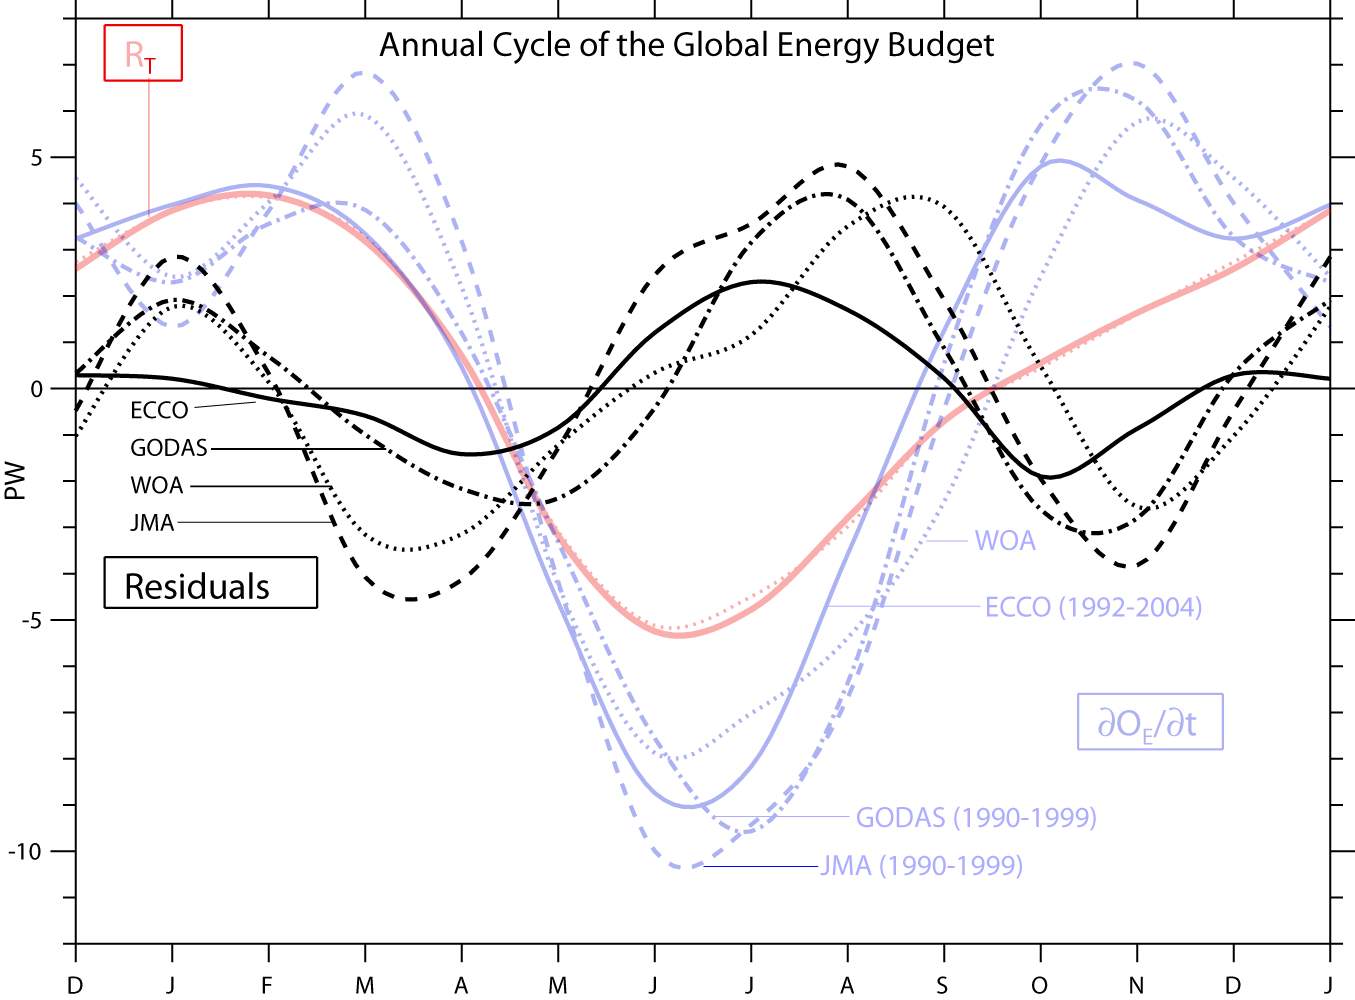 Annual Cycle of the Global Energy Budget
R_T
5
0
-5
-10
PW
ECCO
GODAS
WOA
JMA
Residuals
WOA
ECCO (1992-2004)
∂O_E/∂t
GODAS (1990-1999)
JMA (1990-1999)
D J F M A M J J A S O N D J